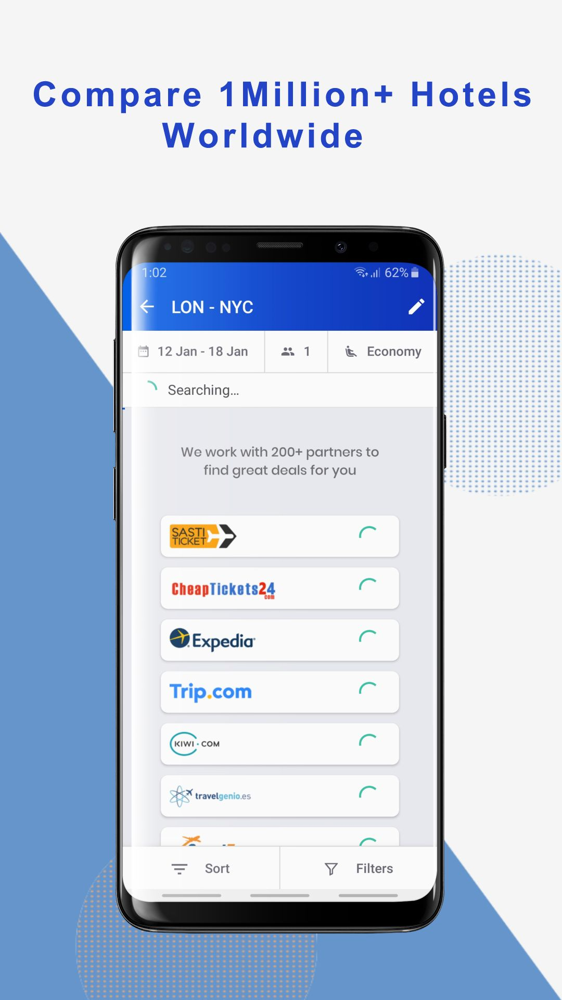 Compare 1Million+ Hotels
Worldwide
1:02
62%
LON - NYC
12 Jan - 18 Jan
1
Economy
Searching...
We work with 200+ partners to
find great deals for you
SASTI
TICKET
CheapTickets24
com
Expedia
Trip.com
KIWI.COM
travelgenio.es
Sort
Filters